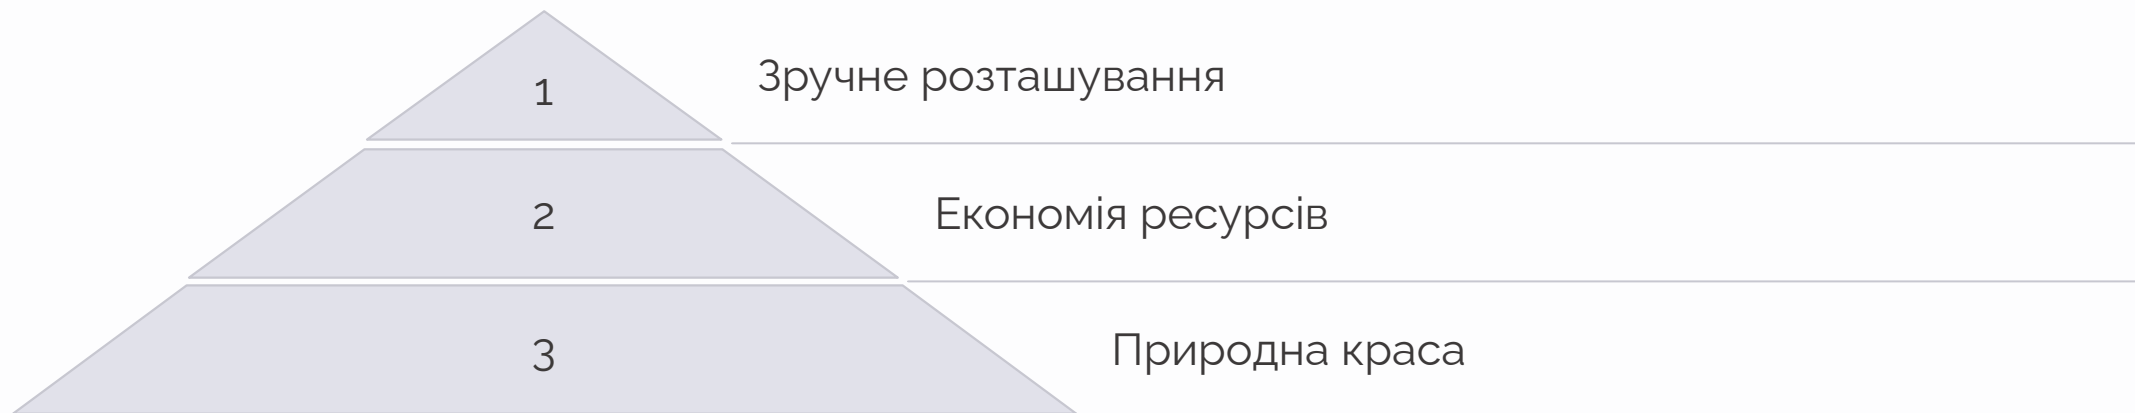 1
Зручне розташування
2
Економія ресурсів
3
Природна краса